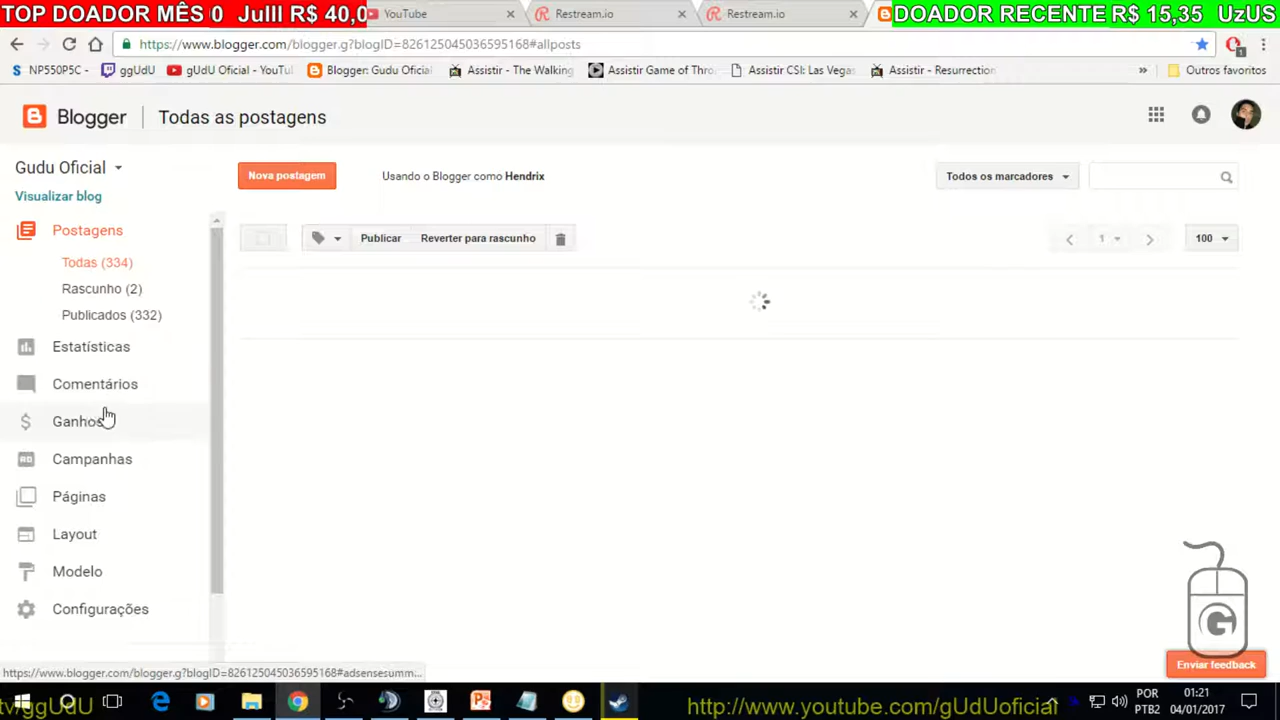 TOP DOADOR MÊS 0 JulII R$ 40,0
YouTube
Restream.io
Restream.io
DOADOR RECENTE R$ 15,35 UzUS
https://www.blogger.com/blogger.g?blogID=826125045036595168#allposts
NP550P5C -
ggUdU
gUdU Oficial - YouTu
Blogger: Gudu Oficial
Assistir - The Walking
Assistir Game of Thro
Assistir CSI: Las Vegas
Assistir - Resurrection
»
Outros favoritos
Blogger
Todas as postagens
Gudu Oficial
Visualizar blog
Nova postagem
Usando o Blogger como Hendrix
Todos os marcadores
Postagens
Todas (334)
Rascunho (2)
Publicados (332)
Publicar
Reverter para rascunho
1
100
Estatísticas
Comentários
Ganhos
Campanhas
Páginas
Layout
Modelo
Configurações
G
Enviar feedback
https://www.blogger.com/blogger.g?blogID=826125045036595168#adsensesumm...
tv/ggUdU
http://www.youtube.com/gUdUoficial
POR
PTB2
01:21
04/01/2017